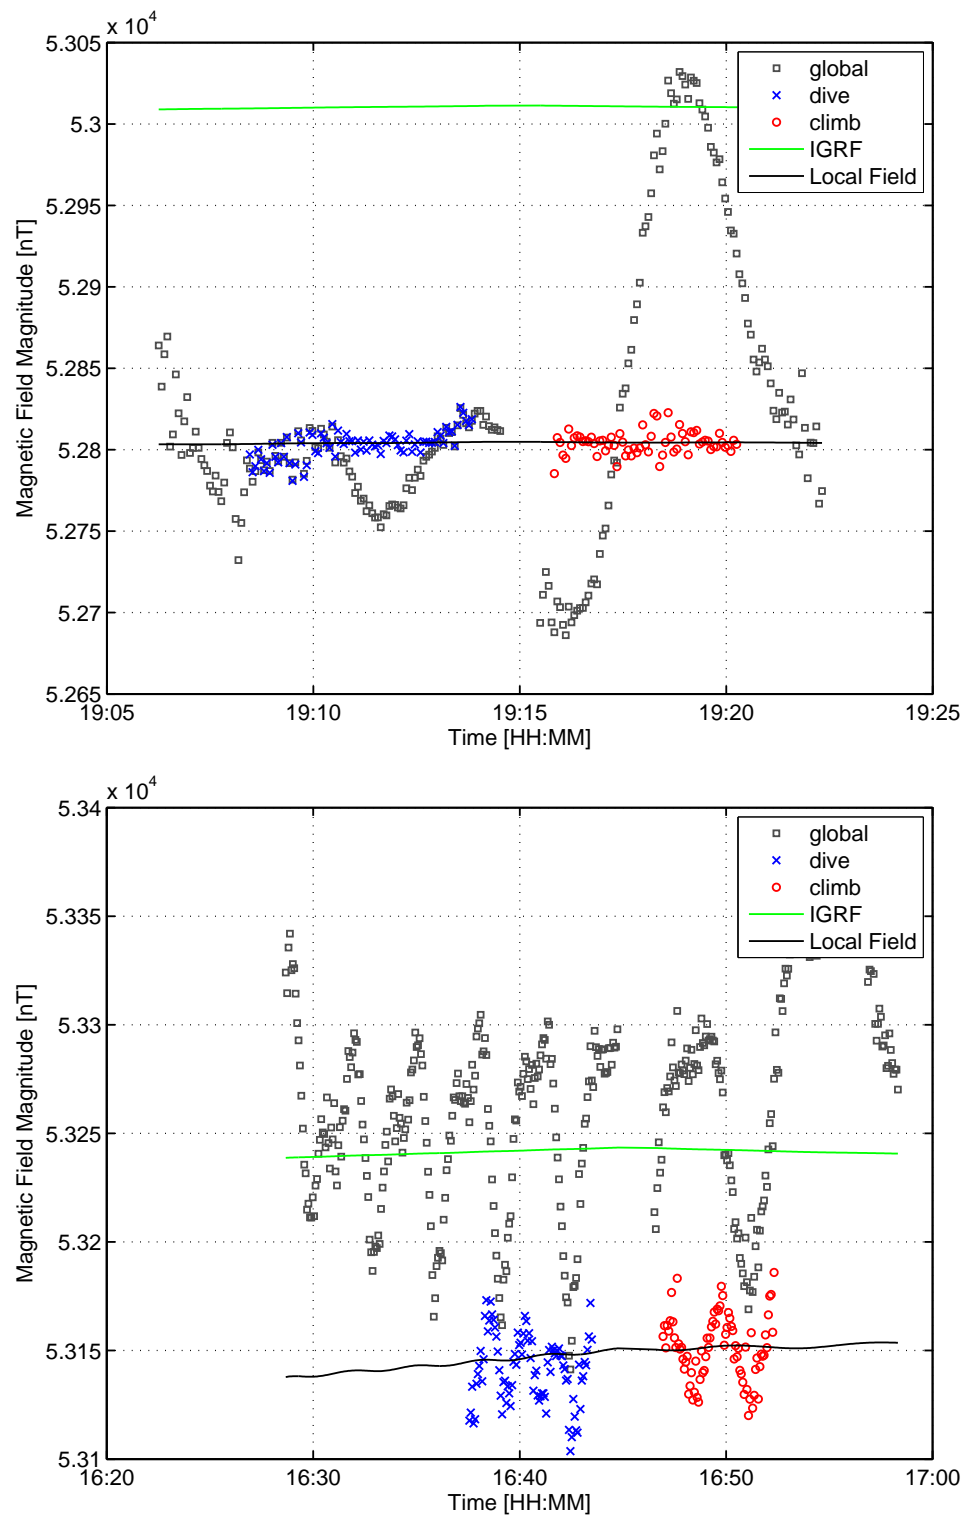 x 10⁴
5.305
5.3
5.295
5.29
5.285
5.28
5.275
5.27
5.265
Magnetic Field Magnitude [nT]
global
dive
climb
IGRF
Local Field
19:05
19:10
19:15
19:20
19:25
Time [HH:MM]
x 10⁴
5.34
5.335
5.33
5.325
5.32
5.315
5.31
Magnetic Field Magnitude [nT]
global
dive
climb
IGRF
Local Field
16:20
16:30
16:40
16:50
17:00
Time [HH:MM]